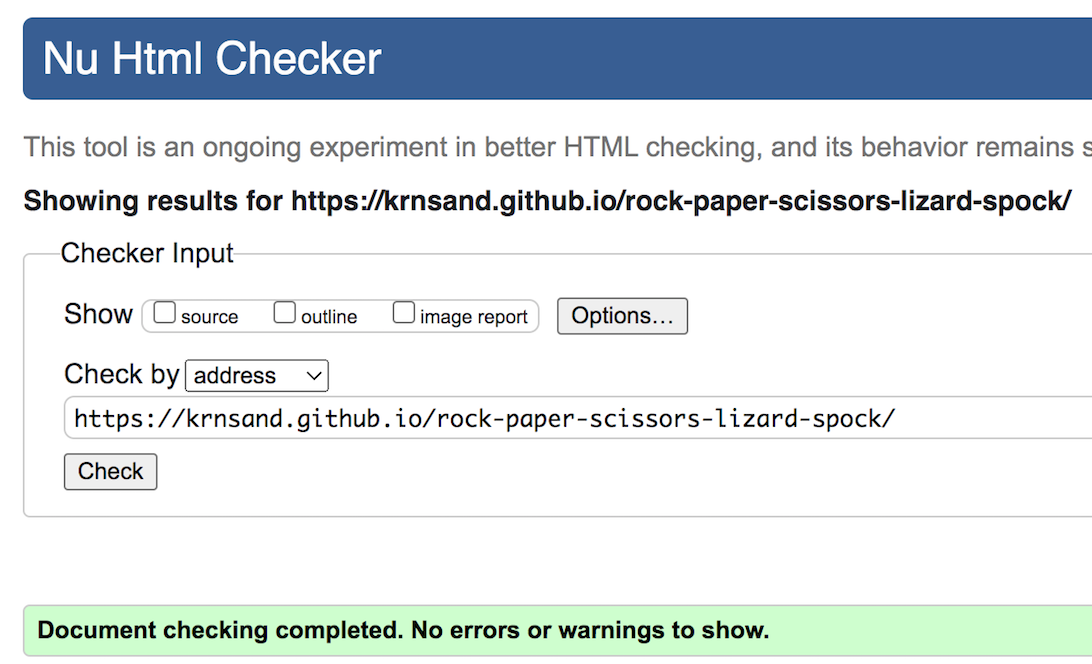 Nu Html Checker
This tool is an ongoing experiment in better HTML checking, and its behavior remains
Showing results for https://krnsand.github.io/rock-paper-scissors-lizard-spock/
Checker Input
Show source outline image report Options...
Check by address
https://krnsand.github.io/rock-paper-scissors-lizard-spock/
Check
Document checking completed. No errors or warnings to show.